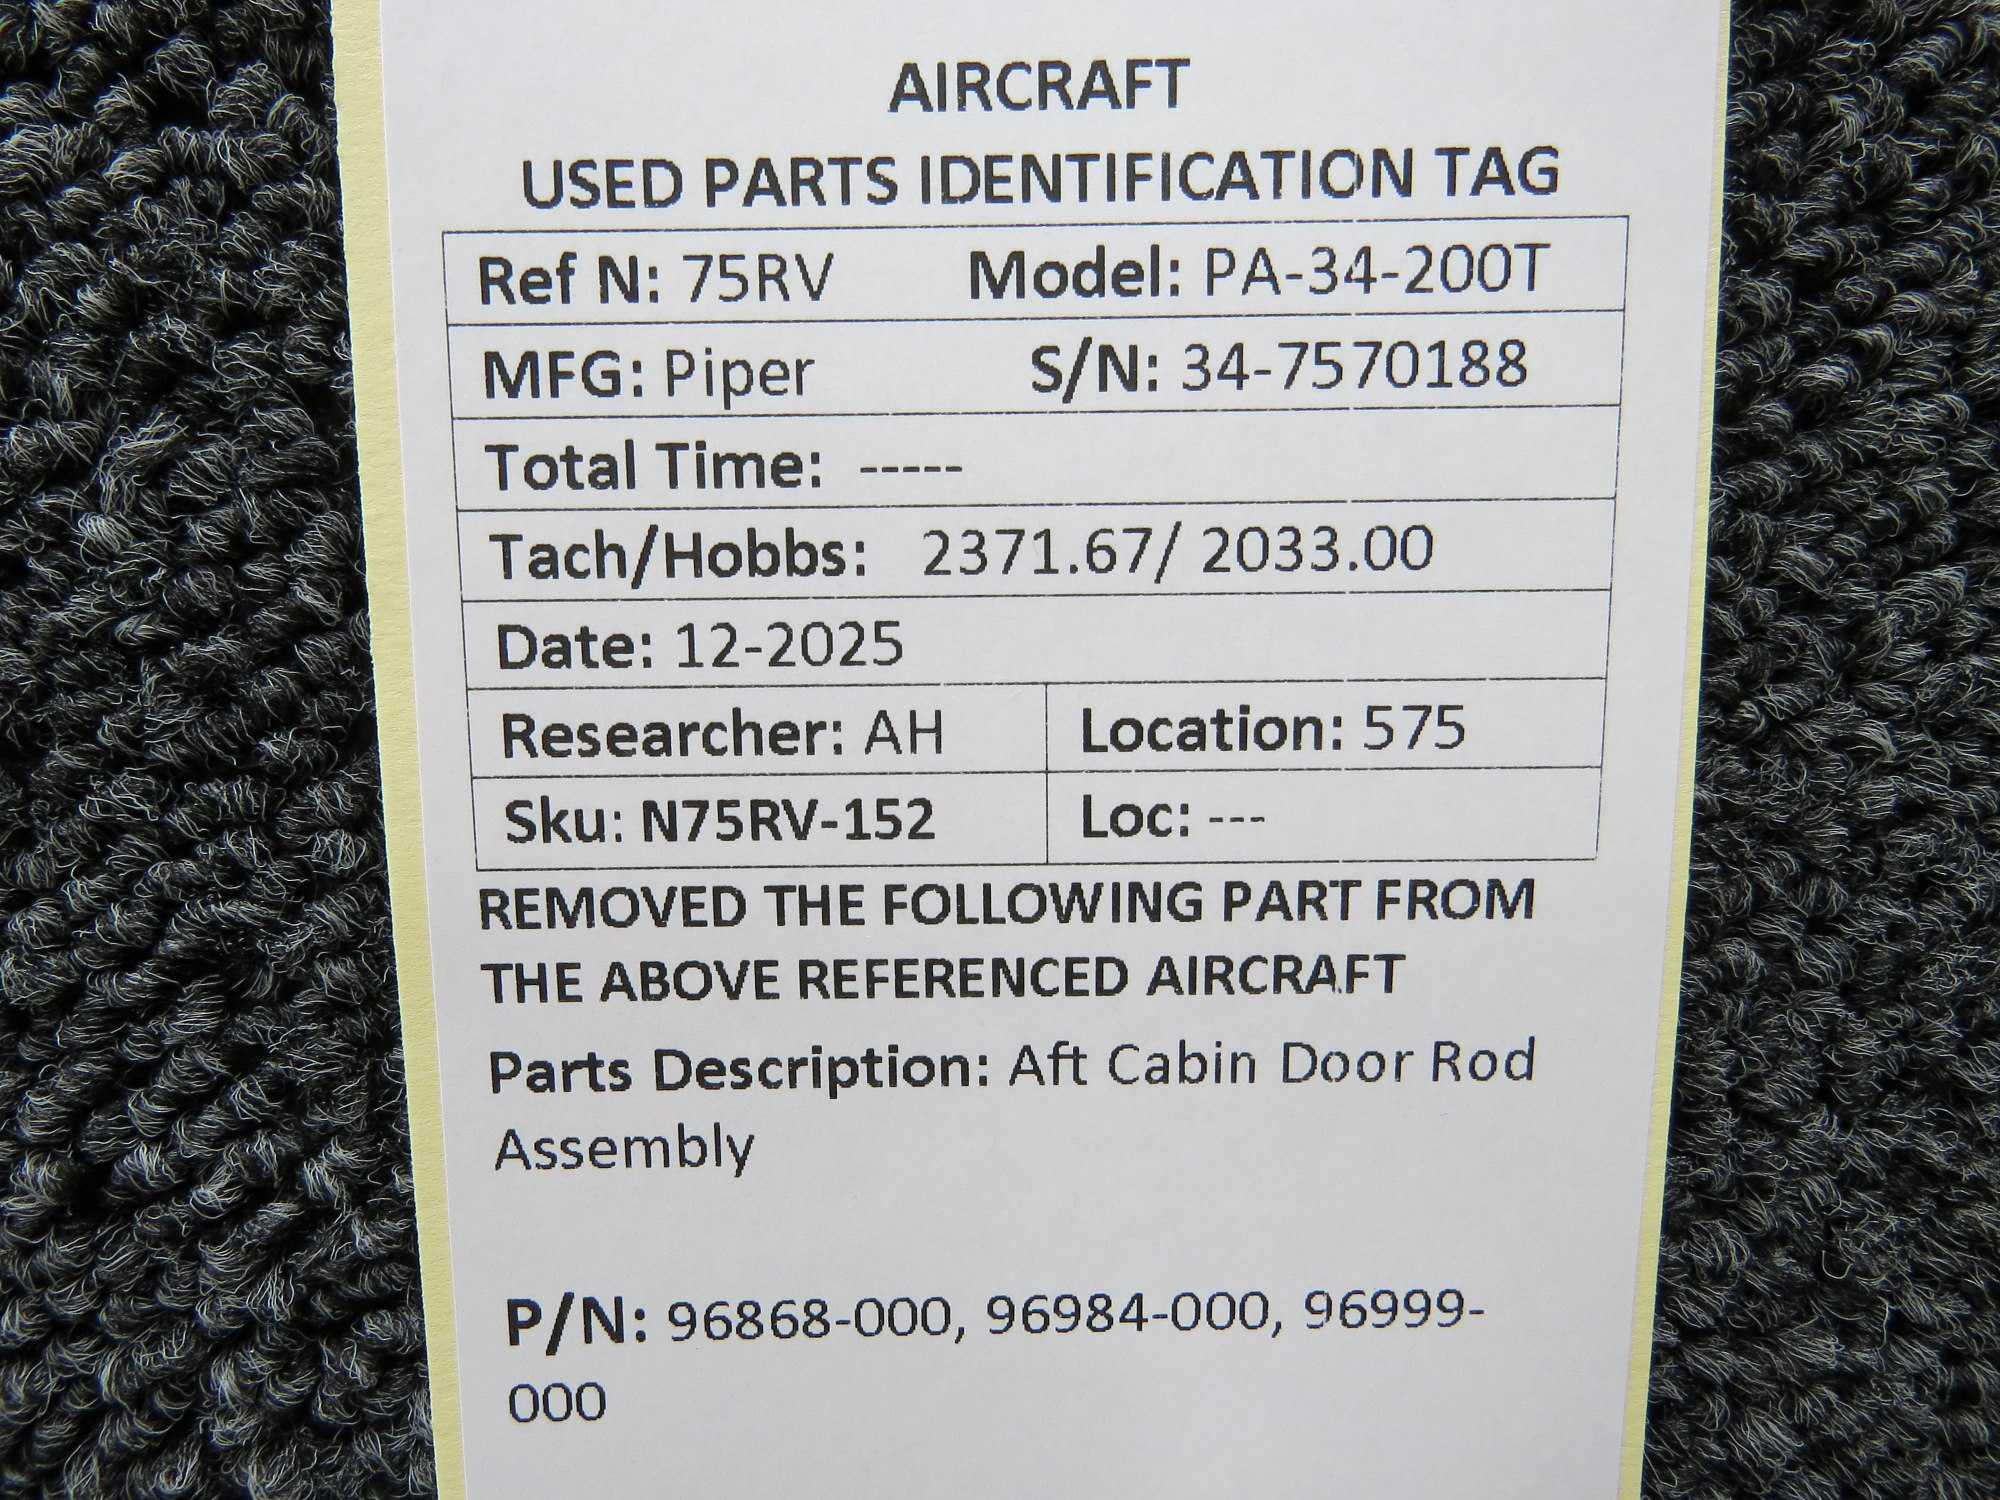 AIRCRAFT
USED PARTS IDENTIFICATION TAG
Ref N: 75RV Model: PA-34-200T
MFG: Piper S/N: 34-7570188
Total Time: -----
Tach/Hobbs: 2371.67/ 2033.00
Date: 12-2025
Researcher: AH Location: 575
Sku: N75RV-152 Loc: ---
REMOVED THE FOLLOWING PART FROM
THE ABOVE REFERENCED AIRCRAFT
Parts Description: Aft Cabin Door Rod
Assembly
P/N: 96868-000, 96984-000, 96999-
000